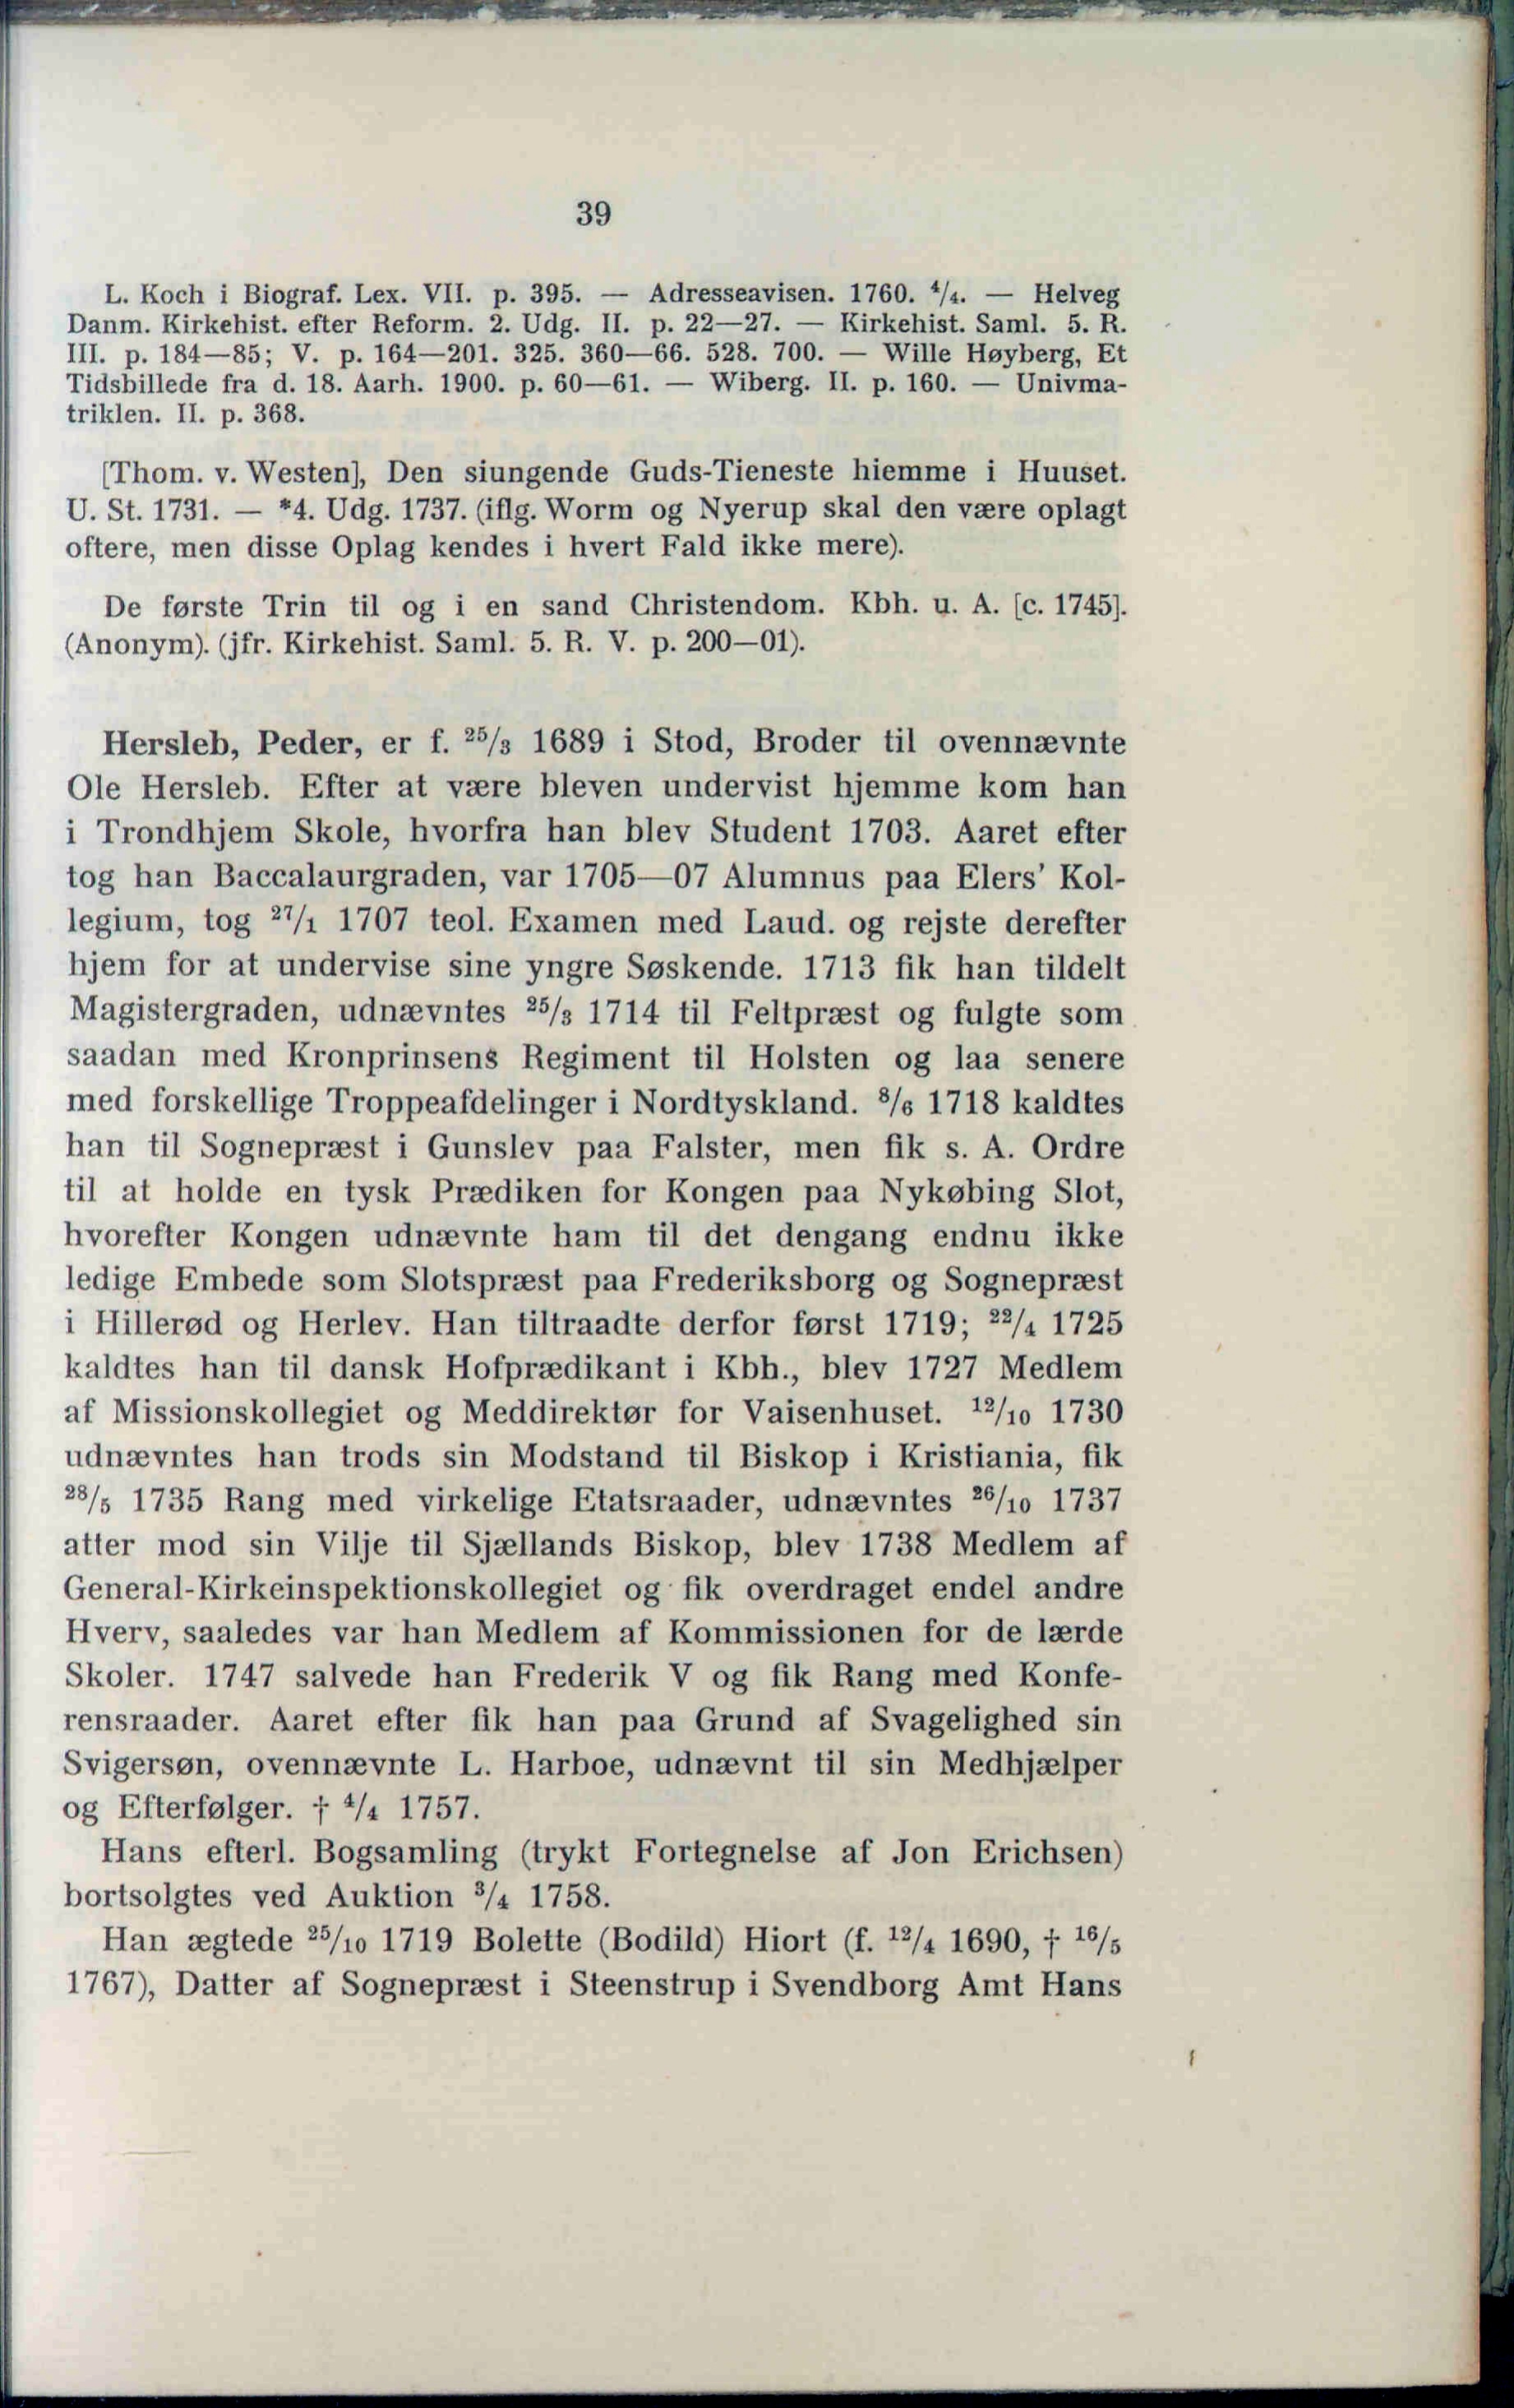 39
L. Koch i Biograf. Lex. VII. p. 395. — Adresseavisen. 1760. ⁴/₄. — Helveg
Danm. Kirkehist. efter Reform. 2. Udg. II. p. 22—27. — Kirkehist. Saml. 5. R.
III. p. 184—85; V. p. 164—201. 325. 360—66. 528. 700. — Wille Høyberg, Et
Tidsbillede fra d. 18. Aarh. 1900. p. 60—61. — Wiberg. II. p. 160. — Univma-
triklen. II. p. 368.
[Thom. v. Westen], Den siungende Guds-Tieneste hiemme i Huuset.
U. St. 1731. — *4. Udg. 1737. (iflg. Worm og Nyerup skal den være oplagt
oftere, men disse Oplag kendes i hvert Fald ikke mere).
De første Trin til og i en sand Christendom. Kbh. u. A. [c. 1745].
(Anonym). (jfr. Kirkehist. Saml. 5. R. V. p. 200—01).
Hersleb, Peder, er f. ²⁵/₃ 1689 i Stod, Broder til ovennævnte
Ole Hersleb. Efter at være bleven undervist hjemme kom han
i Trondhjem Skole, hvorfra han blev Student 1703. Aaret efter
tog han Baccalaurgraden, var 1705—07 Alumnus paa Elers' Kol-
legium, tog ²⁷/₁ 1707 teol. Examen med Laud. og rejste derefter
hjem for at undervise sine yngre Søskende. 1713 fik han tildelt
Magistergraden, udnævntes ²⁵/₃ 1714 til Feltpræst og fulgte som
saadan med Kronprinsens Regiment til Holsten og laa senere
med forskellige Troppeafdelinger i Nordtyskland. ⁸/₆ 1718 kaldtes
han til Sognepræst i Gunslev paa Falster, men fik s. A. Ordre
til at holde en tysk Prædiken for Kongen paa Nykøbing Slot,
hvorefter Kongen udnævnte ham til det dengang endnu ikke
ledige Embede som Slotspræst paa Frederiksborg og Sognepræst
i Hillerød og Herlev. Han tiltraadte derfor først 1719; ²²/₄ 1725
kaldtes han til dansk Hofprædikant i Kbh., blev 1727 Medlem
af Missionskollegiet og Meddirektør for Vaisenhuset. ¹²/₁₀ 1730
udnævntes han trods sin Modstand til Biskop i Kristiania, fik
²⁸/₅ 1735 Rang med virkelige Etatsraader, udnævntes ²⁶/₁₀ 1737
atter mod sin Vilje til Sjællands Biskop, blev 1738 Medlem af
General-Kirkeinspektionskollegiet og fik overdraget endel andre
Hverv, saaledes var han Medlem af Kommissionen for de lærde
Skoler. 1747 salvede han Frederik V og fik Rang med Konfe-
rensraader. Aaret efter fik han paa Grund af Svagelighed sin
Svigersøn, ovennævnte L. Harboe, udnævnt til sin Medhjælper
og Efterfølger. † ⁴/₄ 1757.
Hans efterl. Bogsamling (trykt Fortegnelse af Jon Erichsen)
bortsolgtes ved Auktion ³/₄ 1758.
Han ægtede ²⁵/₁₀ 1719 Bolette (Bodild) Hiort (f. ¹²/₄ 1690, † ¹⁶/₅
1767), Datter af Sognepræst i Steenstrup i Svendborg Amt Hans